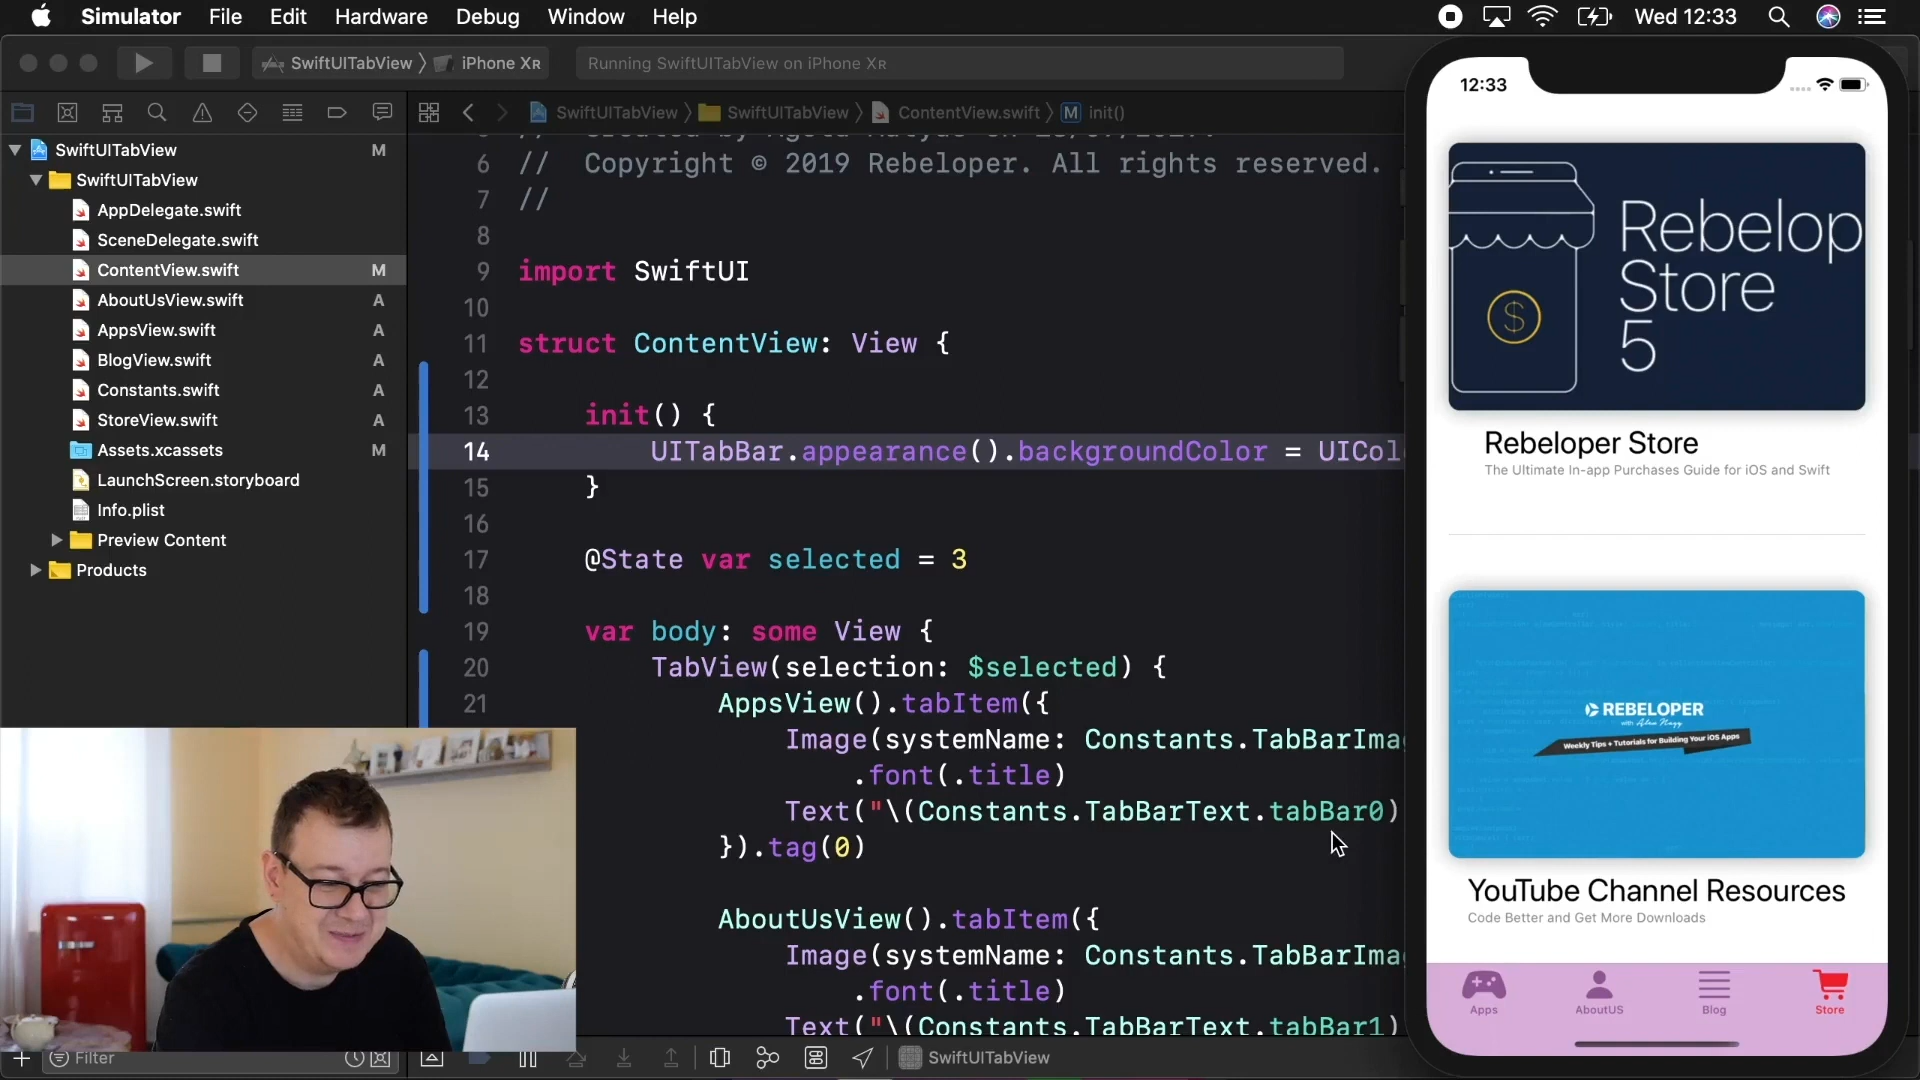 Simulator File Edit Hardware Debug Window Help
Wed 12:33
SwiftUITabView
iPhone XR
Running SwiftUITabView on iPhone XR
SwiftUITabView
SwiftUITabView
ContentView.swift
M init()
SwiftUITabView M
SwiftUITabView
AppDelegate.swift
SceneDelegate.swift
ContentView.swift M
AboutUsView.swift A
AppsView.swift A
BlogView.swift A
Constants.swift A
StoreView.swift A
Assets.xcassets M
LaunchScreen.storyboard
Info.plist
Preview Content
Products
Filter
6 // Copyright © 2019 Rebeloper. All rights reserved.
7 //
8
9 import SwiftUI
10
11 struct ContentView: View {
12
13 init() {
14 UITabBar.appearance().backgroundColor = UICol
15 }
16
17 @State var selected = 3
18
19 var body: some View {
20 TabView(selection: $selected) {
21 AppsView().tabItem({
Image(systemName: Constants.TabBarIma
.font(.title)
Text("\(Constants.TabBarText.tabBar0)
}).tag(0)
AboutUsView().tabItem({
Image(systemName: Constants.TabBarIma
.font(.title)
Text("\(Constants.TabBarText.tabBar1)
SwiftUITabView
12:33
$
Rebelop
Store
5
Rebeloper Store
The Ultimate In-app Purchases Guide for iOS and Swift
REBELOPER
Weekly Tips + Tutorials for Building Your iOS Apps
YouTube Channel Resources
Code Better and Get More Downloads
Apps
AboutUS
Blog
Store